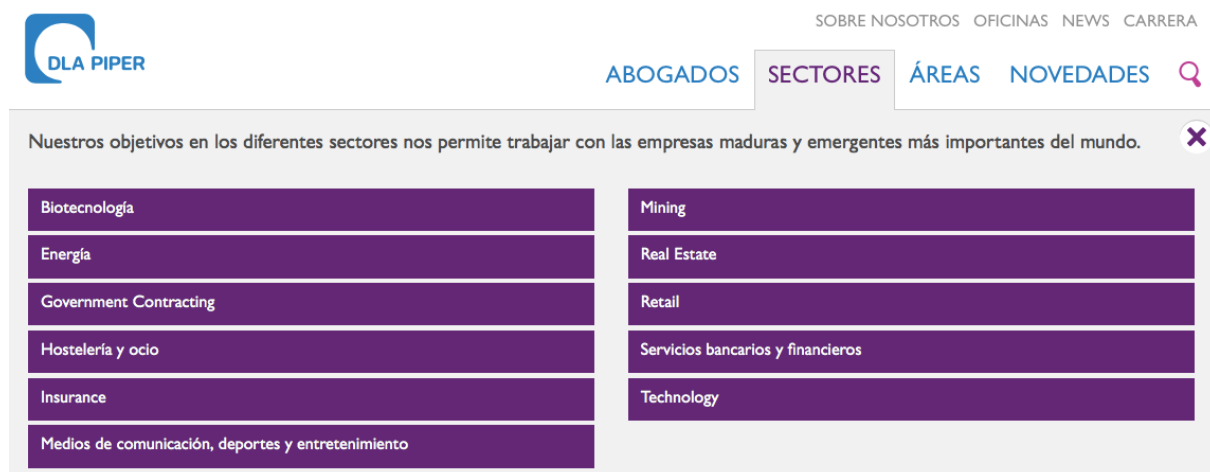 SOBRE NOSOTROS OFICINAS NEWS CARRERA
DLA PIPER
ABOGADOS SECTORES ÁREAS NOVEDADES
Nuestros objetivos en los diferentes sectores nos permite trabajar con las empresas maduras y emergentes más importantes del mundo.
Biotecnología
Energía
Government Contracting
Hostelería y ocio
Insurance
Medios de comunicación, deportes y entretenimiento
Mining
Real Estate
Retail
Servicios bancarios y financieros
Technology